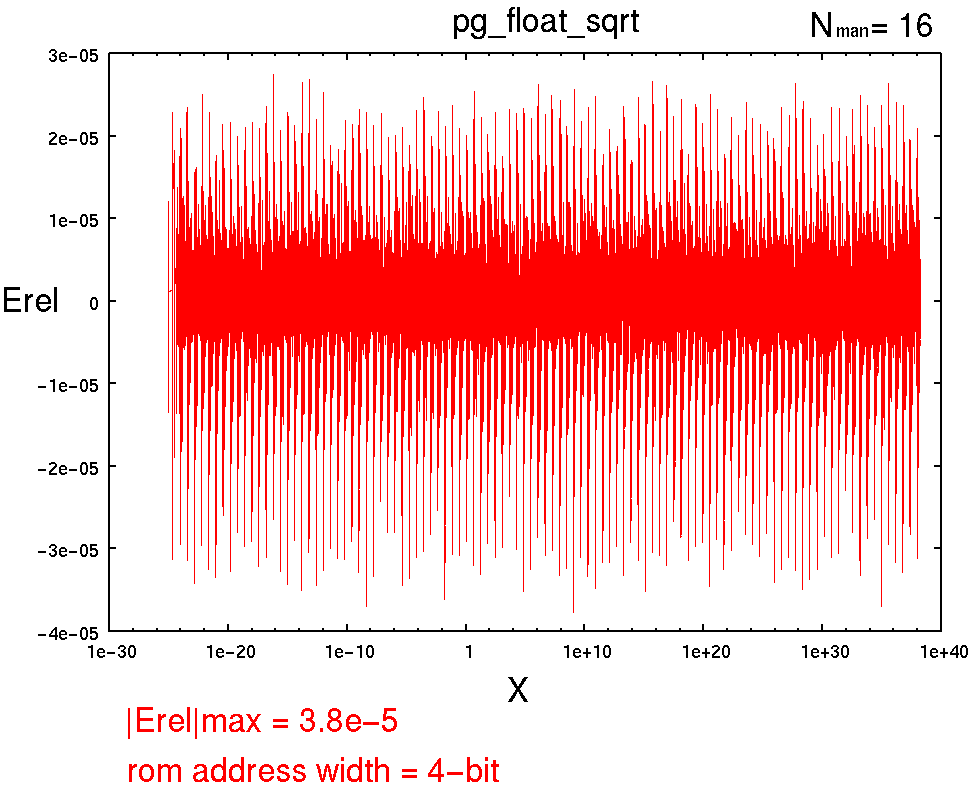 pg_float_sqrt
Nman= 16
3e-05
2e-05
1e-05
Erel
0
-1e-05
-2e-05
-3e-05
-4e-05
1e-30 1e-20 1e-10 1 1e+10 1e+20 1e+30 1e+40
X
|Erel|max = 3.8e-5
rom address width = 4-bit